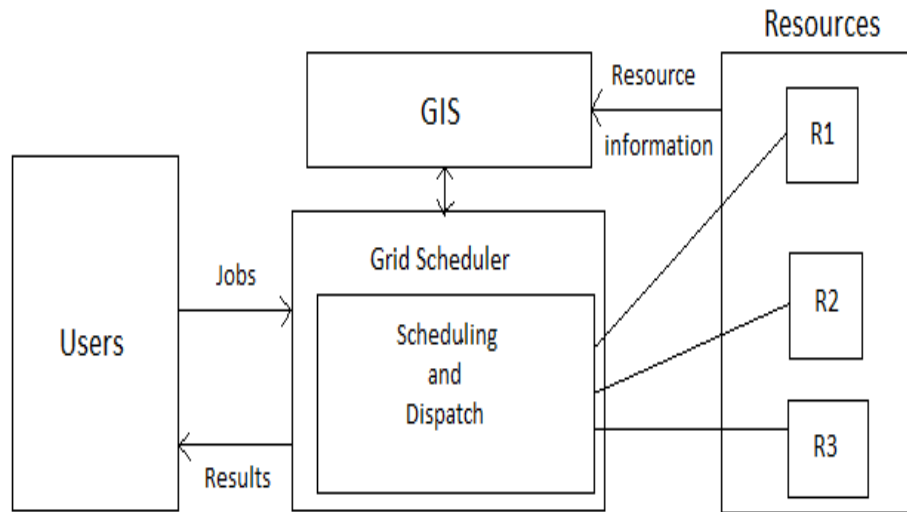 Resources
GIS
Resource
information
R1
Grid Scheduler
Jobs
Users
Scheduling
and
Dispatch
R2
Results
R3